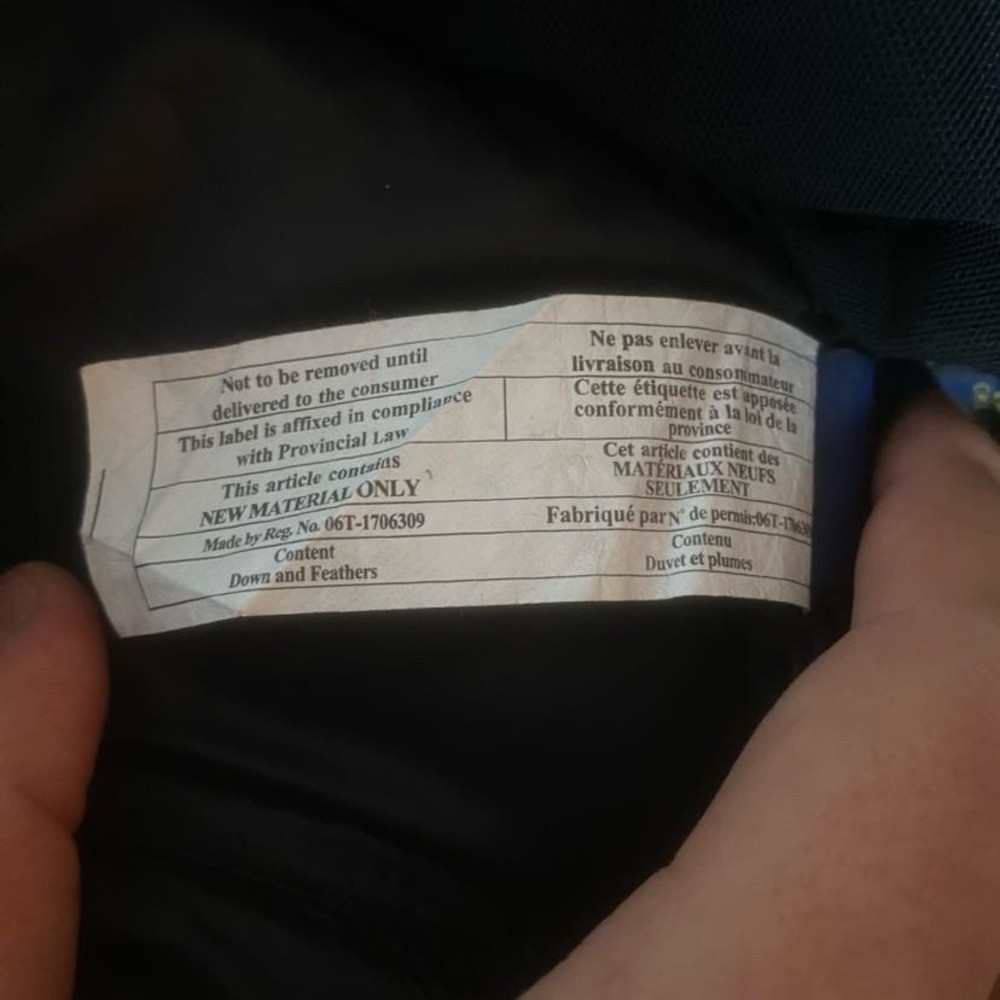 Not to be removed until
delivered to the consumer
This label is affixed in compliance
with Provincial Law
This article contains
NEW MATERIAL ONLY
Made by Reg. No. 06T-1706309
Content
Down and Feathers
Ne pas enlever avant la
livraison au consommateur
Cette étiquette est apposée
conformément à la loi de la
province
Cet article contient des
MATÉRIAUX NEUFS
SEULEMENT
Fabriqué par N° de permis:06T-1706309
Contenu
Duvet et plumes